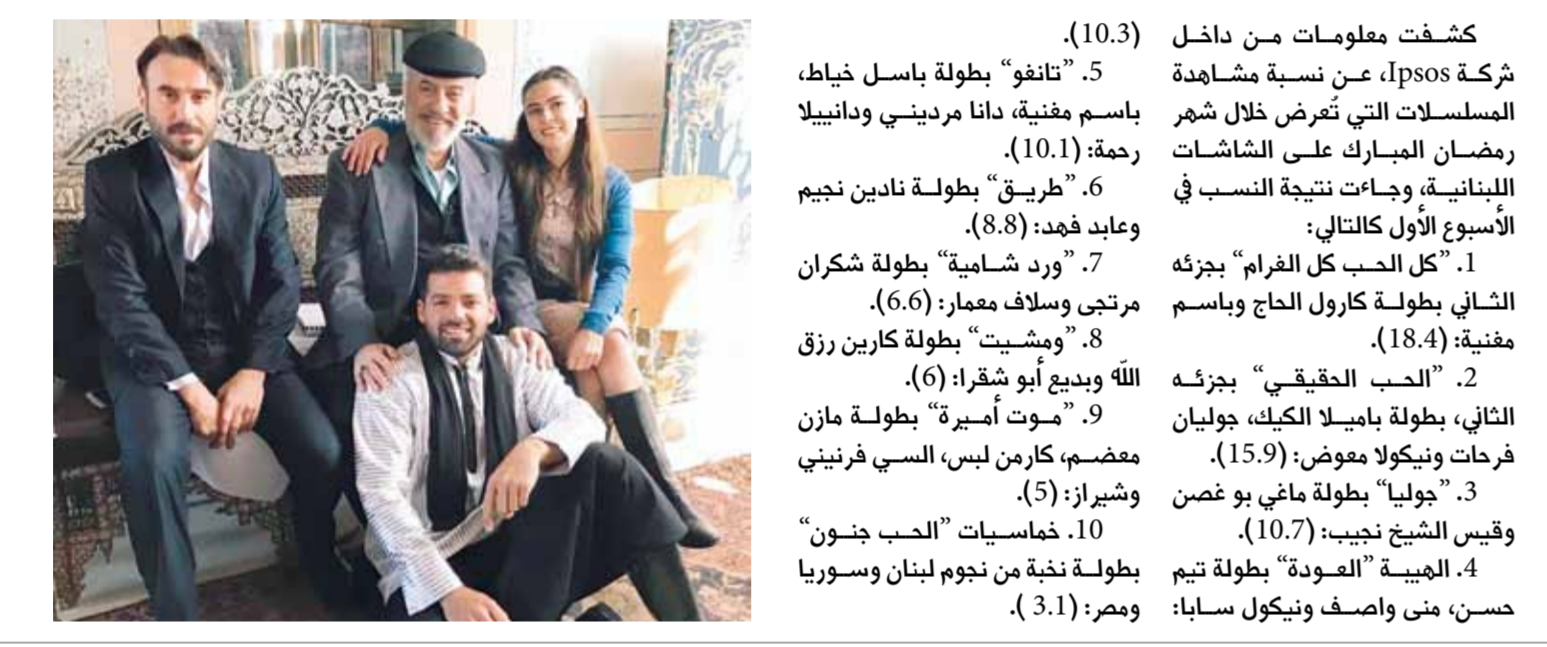 كشفت معلومات من داخل
شركة Ipsos، عن نسبة مشاهدة
المسلسلات التي تُعرض خلال شهر
رمضان المبارك على الشاشات
اللبنانية، وجاءت نتيجة النسب في
الأسبوع الأول كالتالي:
1. ”كل الحب كل الغرام“ بجزئه
الثاني بطولة كارول الحاج وباسم
مغنية: (18.4).
2. ”الحب الحقيقي“ بجزئه
الثاني، بطولة باميلا الكيك، جوليان
فرحات ونيكولا معوض: (15.9).
3. ”جوليا“ بطولة ماغي بو غصن
وقيس الشيخ نجيب: (10.7).
4. الهيبة ”العودة“ بطولة تيم
حسن، منى واصف ونيكول سابا:
(10.3).
5. ”تانغو“ بطولة باسل خياط،
باسم مغنية، دانا مرديني ودانييلا
رحمة: (10.1).
6. ”طريق“ بطولة نادين نجيم
وعابد فهد: (8.8).
7. ”ورد شامية“ بطولة شكران
مرتجى وسلاف معمار: (6.6).
8. ”ومشيت“ بطولة كارين رزق
اللّه وبديع أبو شقرا: (6).
9. ”موت أميرة“ بطولة مازن
معضم، كارمن لبس، السي فرنيني
وشيراز: (5).
10. خماسيات ”الحب جنون“
بطولة نخبة من نجوم لبنان وسوريا
ومصر: (3.1 ).